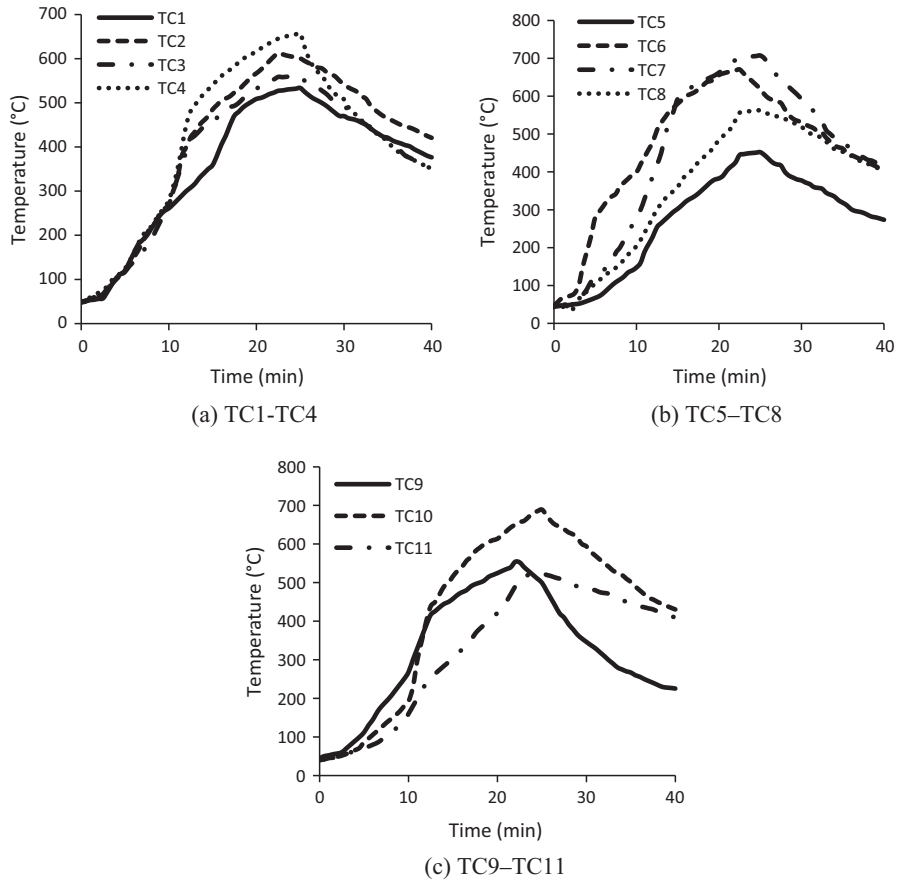 TC1
TC2
TC3
TC4
700
600
500
400
300
200
100
0
Temperature (°C)
0 10 20 30 40
Time (min)
(a) TC1-TC4
TC5
TC6
TC7
TC8
800
700
600
500
400
300
200
100
0
Temperature (°C)
0 10 20 30 40
Time (min)
(b) TC5–TC8
TC9
TC10
TC11
800
700
600
500
400
300
200
100
0
Temperature (°C)
0 10 20 30 40
Time (min)
(c) TC9–TC11